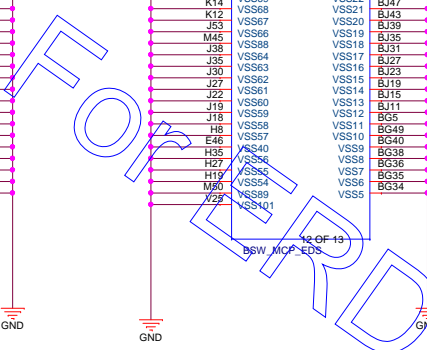 K14 VSS68 VSS21 BJ47
K12 VSS67 VSS20 BJ43
J53 VSS66 VSS19 BJ39
M45 VSS88 VSS18 BJ35
J38 VSS64 VSS17 BJ31
J35 VSS63 VSS16 BJ27
J30 VSS62 VSS15 BJ23
J27 VSS61 VSS14 BJ19
J22 VSS60 VSS13 BJ15
J19 VSS59 VSS12 BJ11
J18 VSS58 VSS11 BG5
H8 VSS57 VSS10 BG49
E46 VSS40 VSS9 BG40
H35 VSS56 VSS8 BG38
H27 VSS55 VSS7 BG36
H19 VSS54 VSS6 BG35
M50 VSS89 VSS5 BG34
V25 VSS101
12 OF 13
BSW_MCP_EDS
GND
GND
For ERD